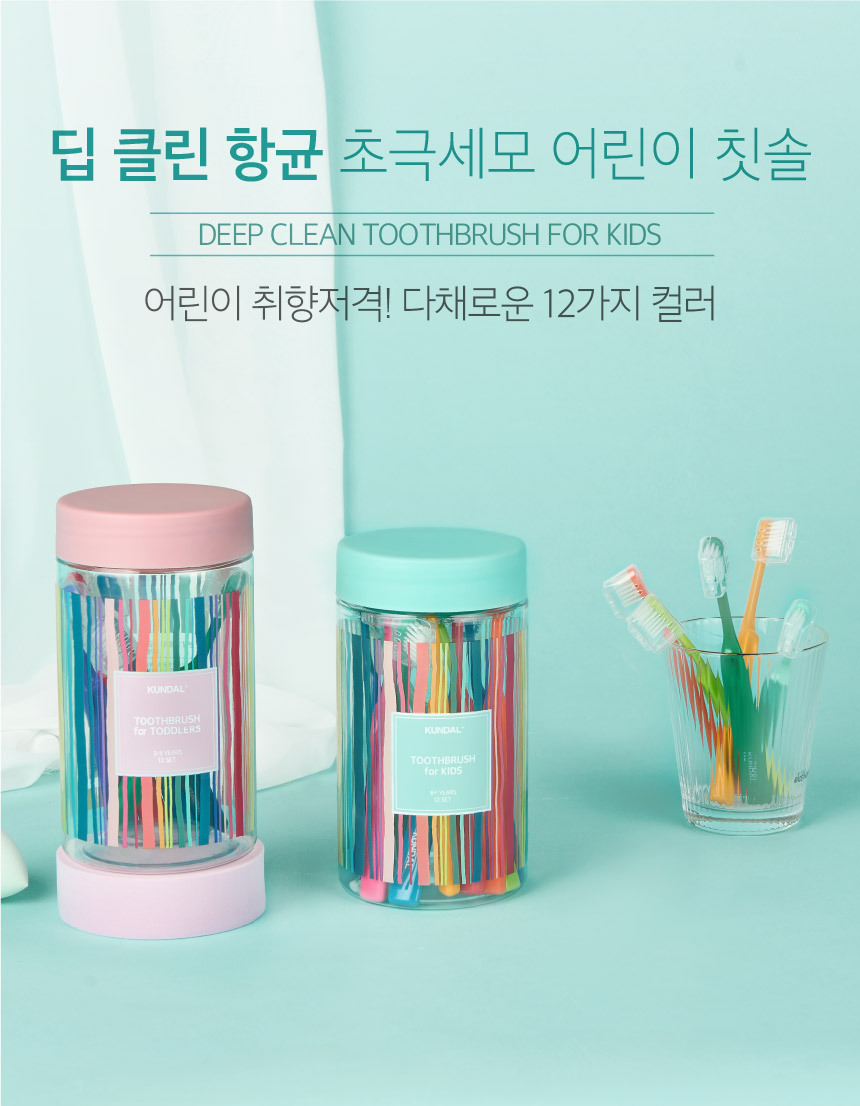 딥 클린 항균 초극세모 어린이 칫솔
DEEP CLEAN TOOTHBRUSH FOR KIDS
어린이 취향저격! 다채로운 12가지 컬러
KUNDAL
TOOTHBRUSH
for TODDLERS
YEARS
12 SET
KUNDAL
TOOTHBRUSH
for KIDS
6+ YEARS
12 SET